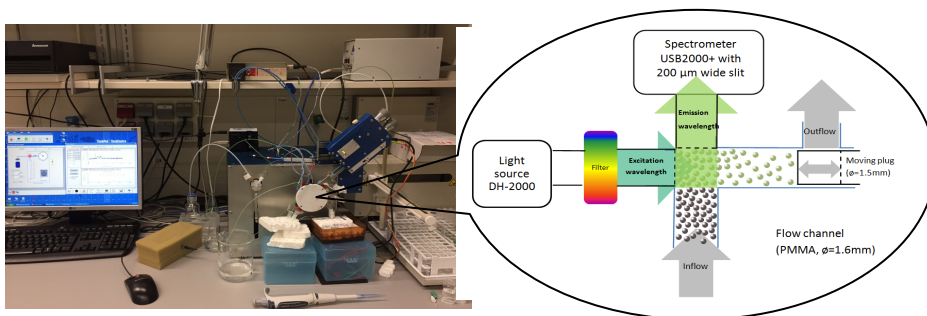 Spectrometer
USB2000+ with
200 µm wide slit
Emission
wavelength
Outflow
Light
source
DH-2000
Filter
Excitation
wavelength
Moving plug
(ø=1.5mm)
Flow channel
(PMMA, ø=1.6mm)
Inflow